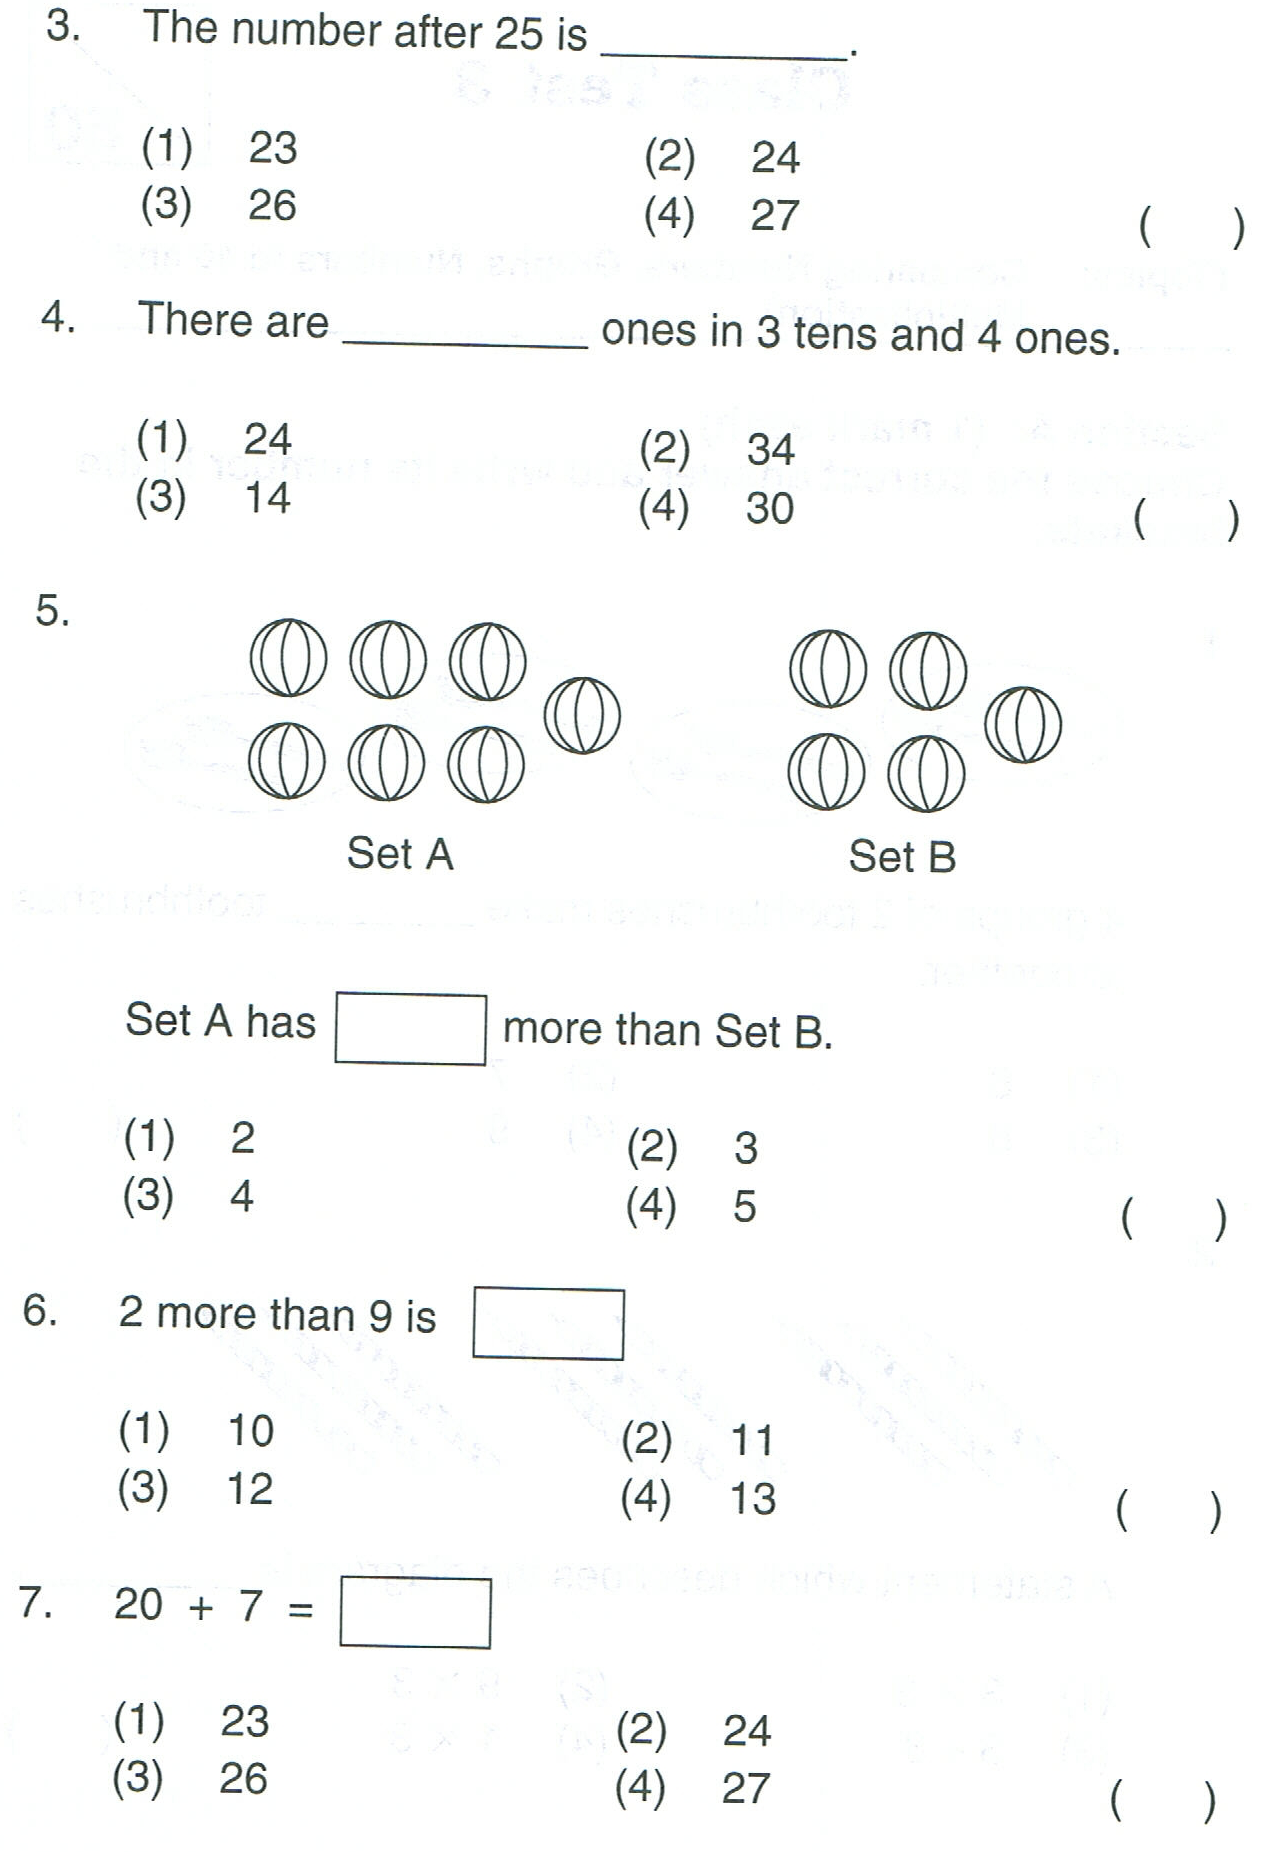 3. The number after 25 is __________.
(1) 23 (2) 24
(3) 26 (4) 27 ( )
4. There are __________ ones in 3 tens and 4 ones.
(1) 24 (2) 34
(3) 14 (4) 30 ( )
5.
Set A Set B
Set A has more than Set B.
(1) 2 (2) 3
(3) 4 (4) 5 ( )
6. 2 more than 9 is
(1) 10 (2) 11
(3) 12 (4) 13 ( )
7. 20 + 7 =
(1) 23 (2) 24
(3) 26 (4) 27 ( )